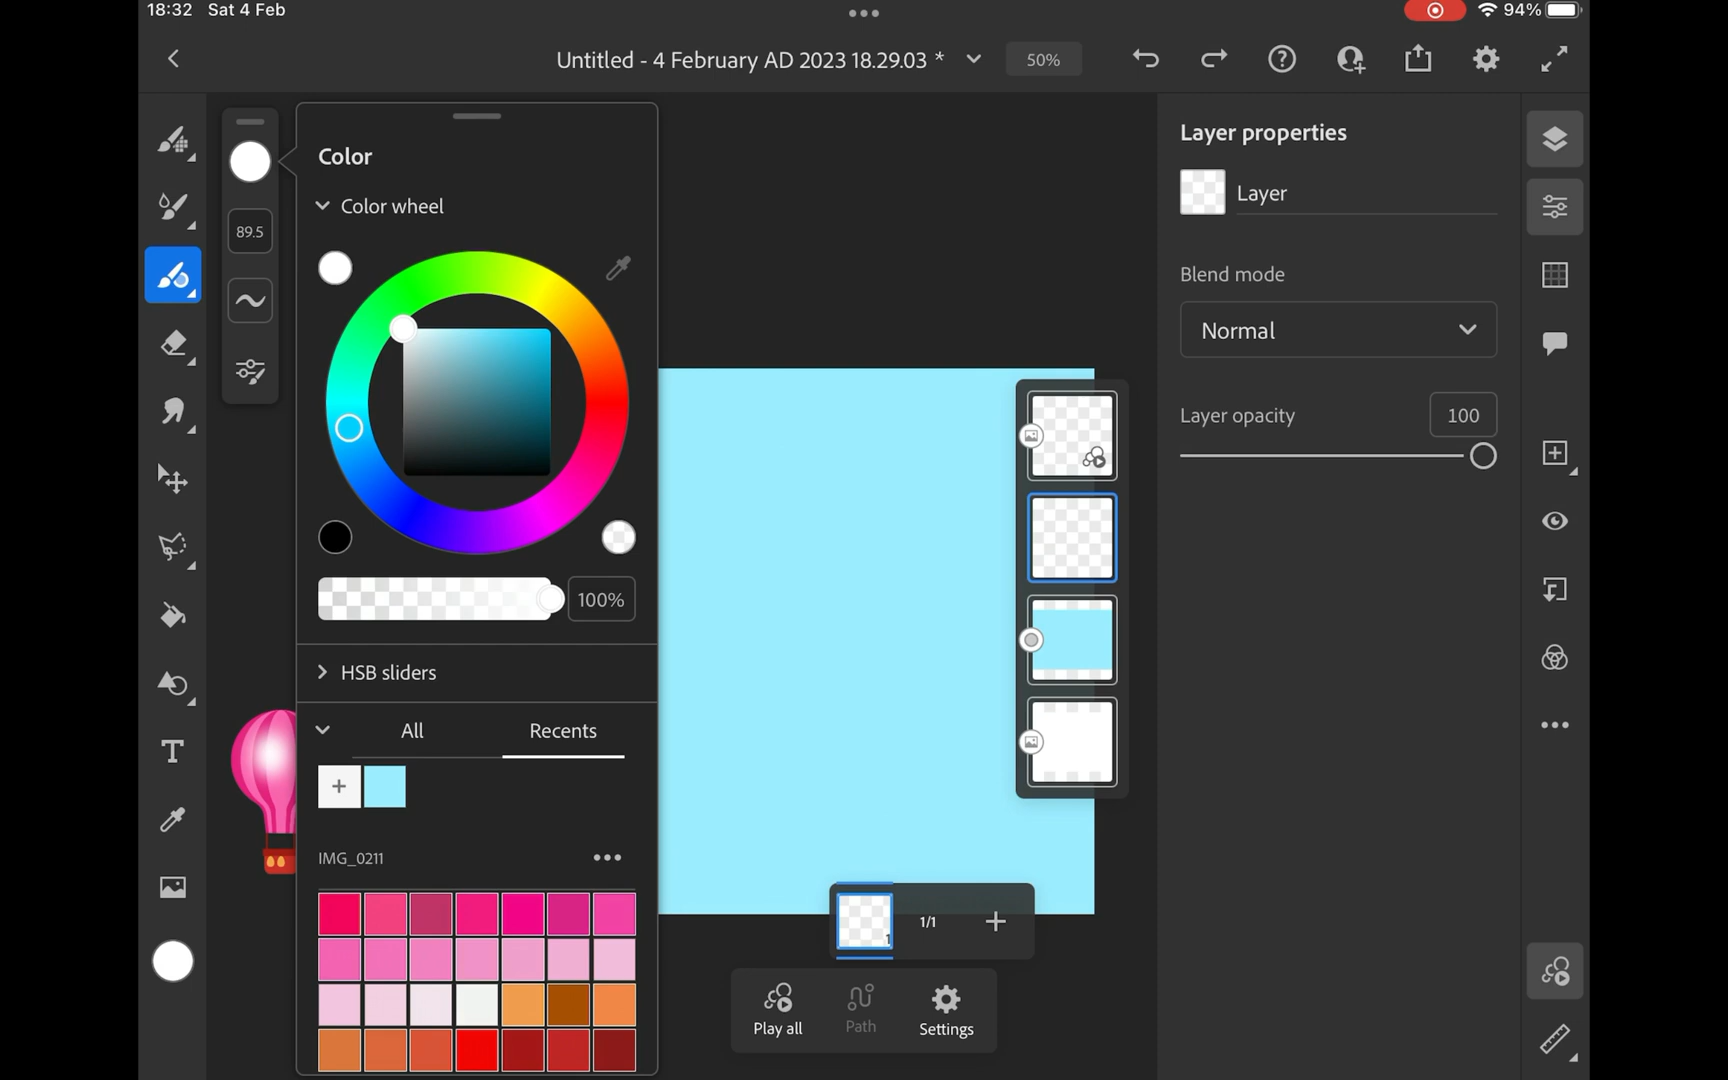 18:32 Sat 4 Feb
94%
Untitled - 4 February AD 2023 18.29.03 *
50%
Color
Color wheel
89.5
100%
HSB sliders
All
Recents
IMG_0211
Layer properties
Layer
Blend mode
Normal
Layer opacity
100
1
1/1
Play all
Path
Settings
T